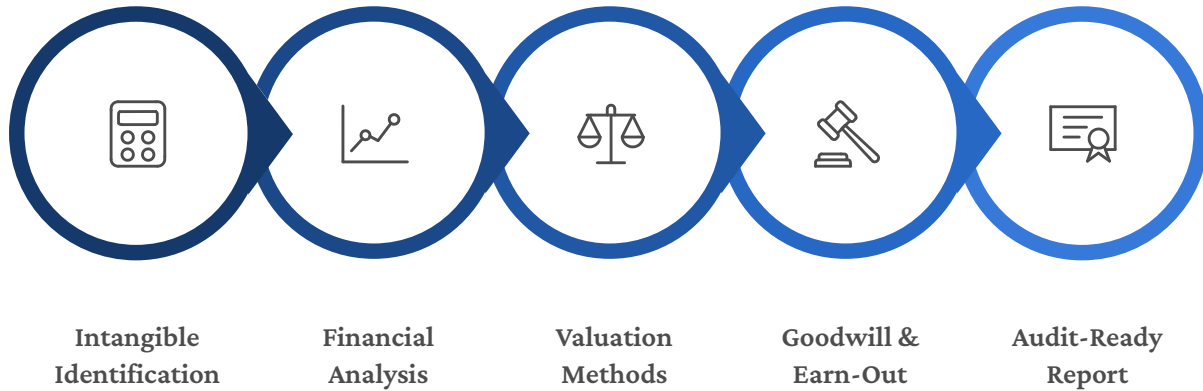 Intangible
Identification
Financial
Analysis
Valuation
Methods
Goodwill &
Earn-Out
Audit-Ready
Report